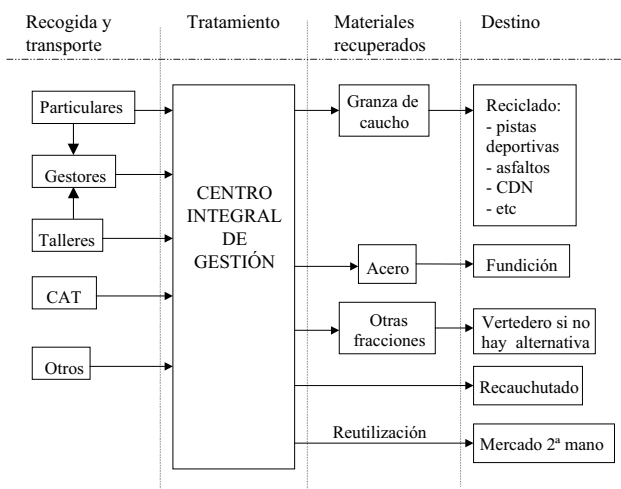 Recogida y
transporte
Tratamiento
Materiales
recuperados
Destino
Particulares
Gestores
Talleres
CAT
Otros
CENTRO
INTEGRAL
DE
GESTIÓN
Granza de
caucho
Reciclado:
- pistas
deportivas
- asfaltos
- CDN
- etc
Acero
Fundición
Otras
fracciones
Vertedero si no
hay alternativa
Recauchutado
Reutilización
Mercado 2ª mano